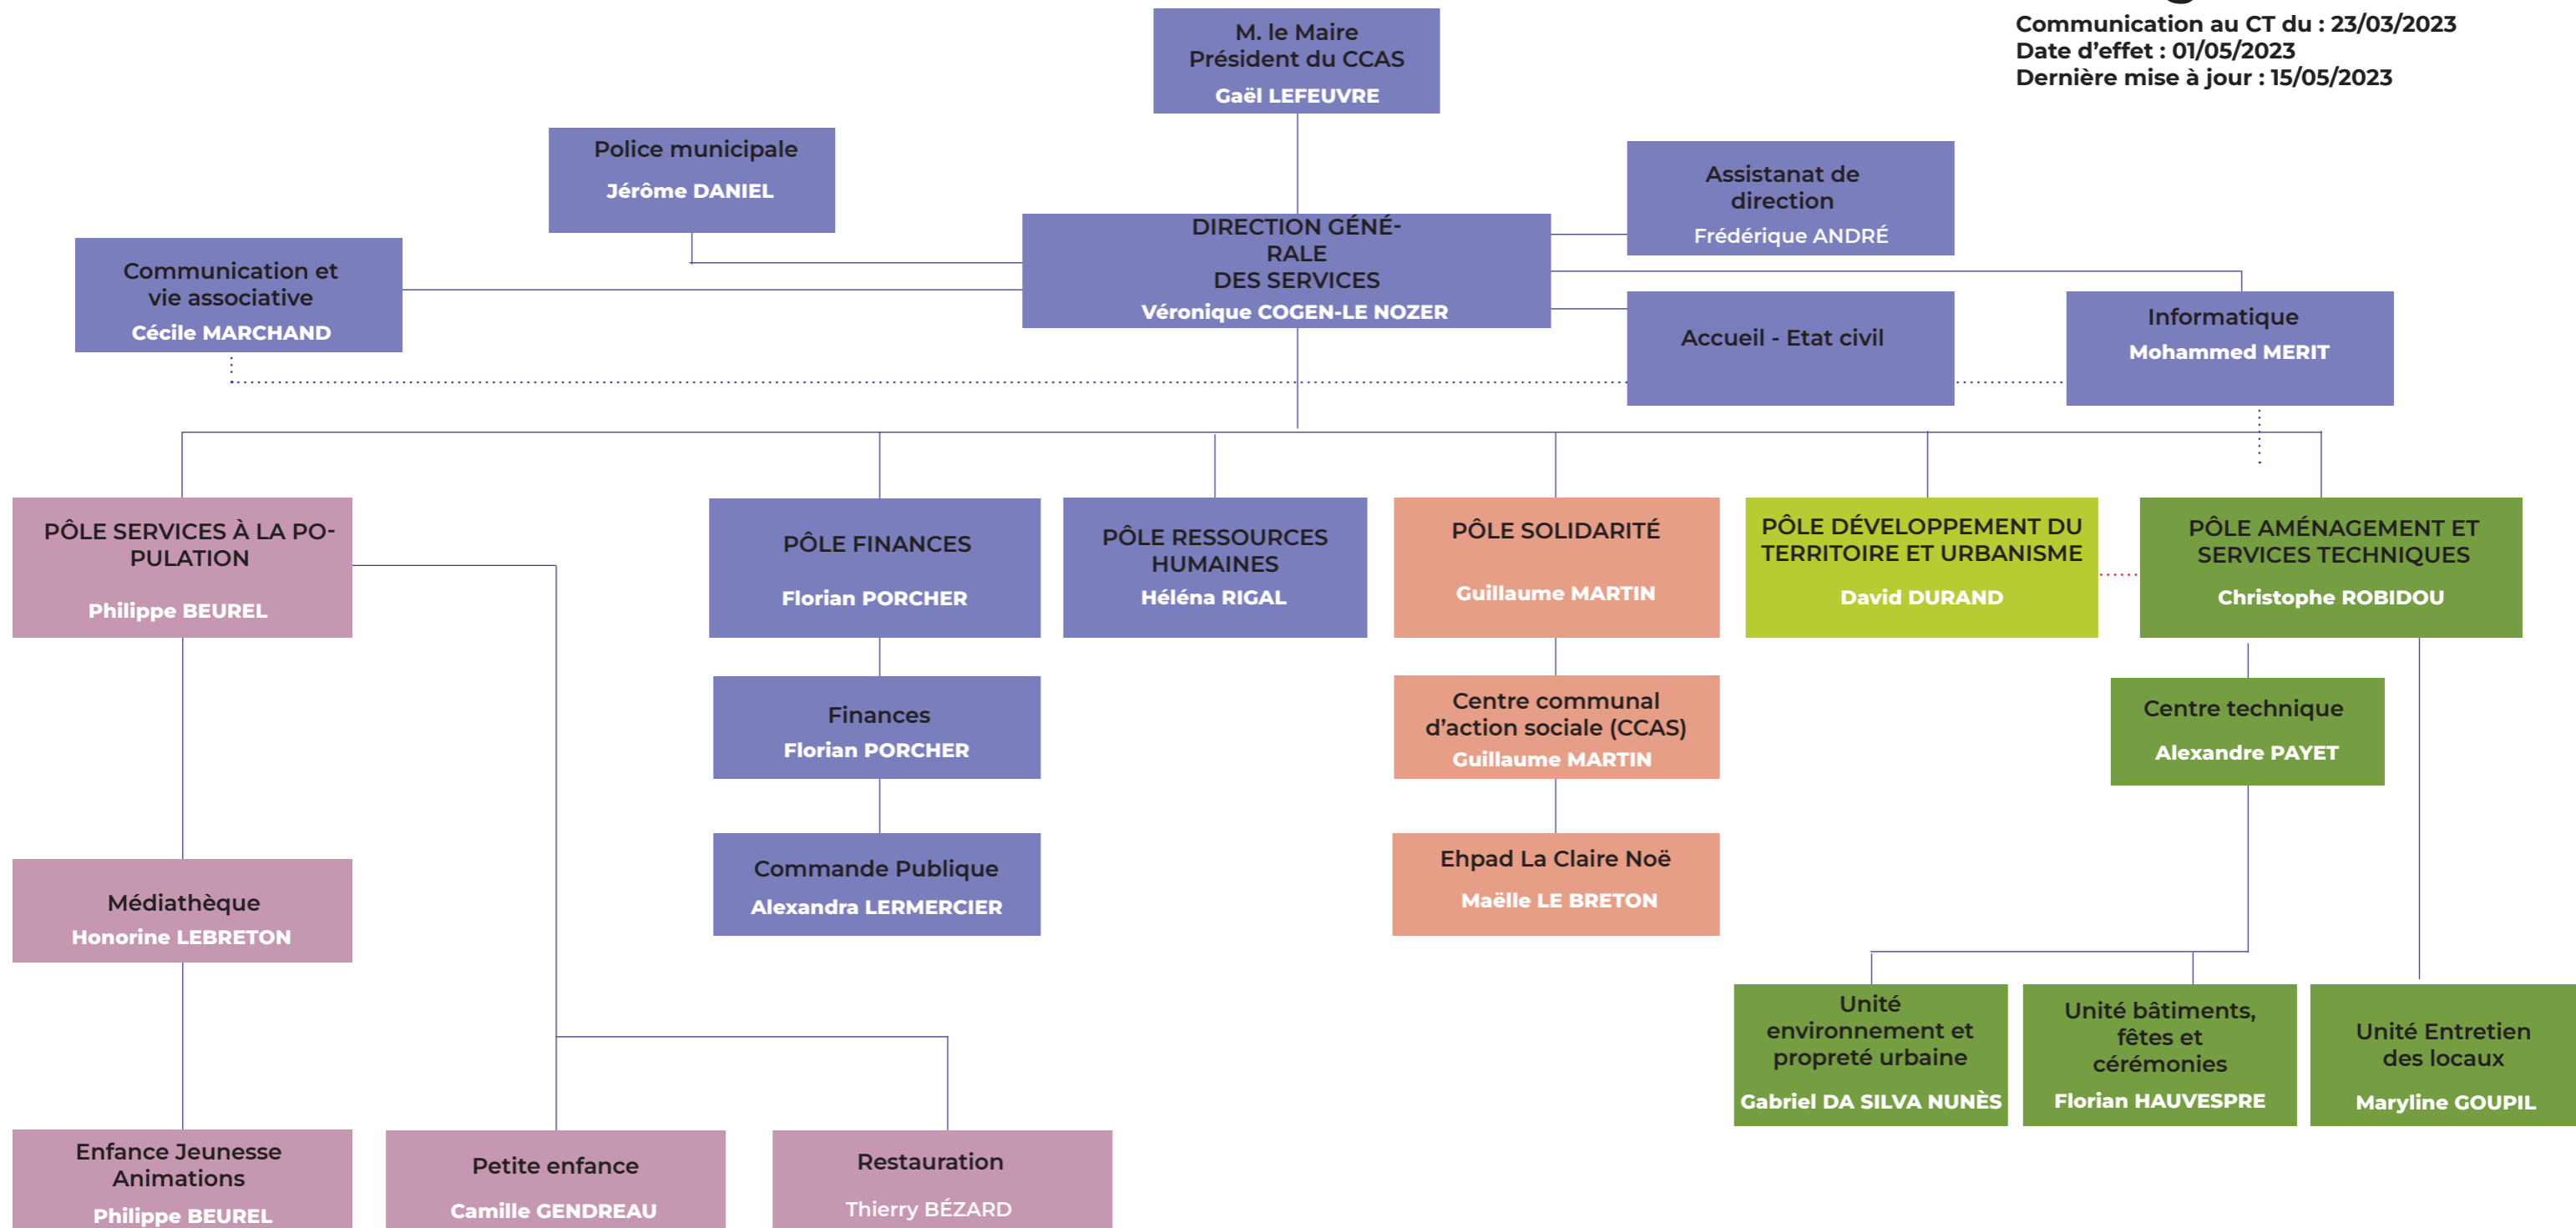 Communication au CT du : 23/03/2023
Date d'effet : 01/05/2023
Dernière mise à jour : 15/05/2023
M. le Maire
Président du CCAS
Gaël LEFEUVRE
Police municipale
Jérôme DANIEL
Assistanat de
direction
Frédérique ANDRÉ
DIRECTION GÉNÉ-
RALE
DES SERVICES
Véronique COGEN-LE NOZER
Communication et
vie associative
Cécile MARCHAND
Accueil - Etat civil
Informatique
Mohammed MERIT
PÔLE SERVICES À LA PO-
PULATION
Philippe BEUREL
PÔLE FINANCES
Florian PORCHER
PÔLE RESSOURCES
HUMAINES
Héléna RIGAL
PÔLE SOLIDARITÉ
Guillaume MARTIN
PÔLE DÉVELOPPEMENT DU
TERRITOIRE ET URBANISME
David DURAND
PÔLE AMÉNAGEMENT ET
SERVICES TECHNIQUES
Christophe ROBIDOU
Finances
Florian PORCHER
Centre communal
d'action sociale (CCAS)
Guillaume MARTIN
Centre technique
Alexandre PAYET
Médiathèque
Honorine LEBRETON
Commande Publique
Alexandra LERMERCIER
Ehpad La Claire Noë
Maëlle LE BRETON
Unité
environnement et
propreté urbaine
Gabriel DA SILVA NUNÈS
Unité bâtiments,
fêtes et
cérémonies
Florian HAUVESPRE
Unité Entretien
des locaux
Maryline GOUPIL
Enfance Jeunesse
Animations
Philippe BEUREL
Petite enfance
Camille GENDREAU
Restauration
Thierry BÉZARD